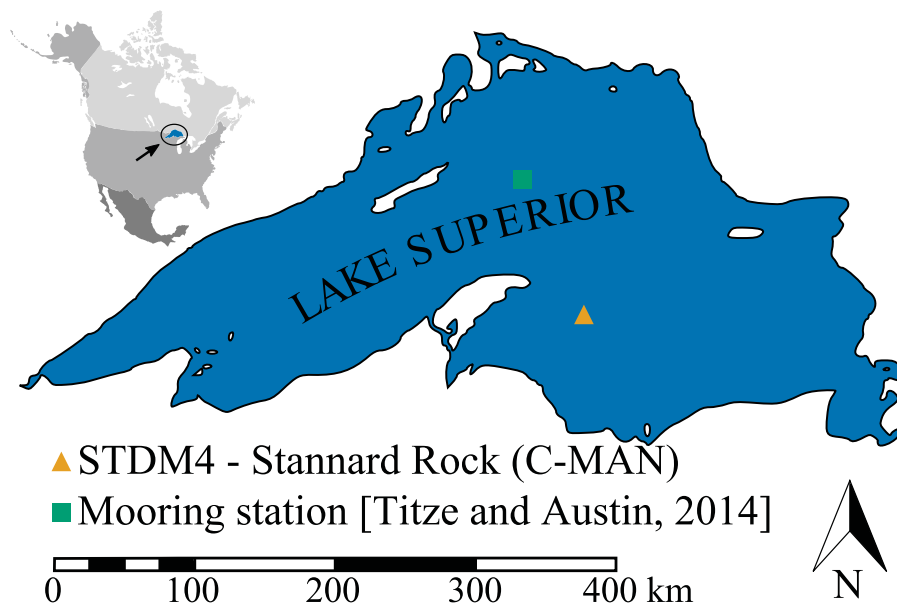 LAKE SUPERIOR
STDM4 - Stannard Rock (C-MAN)
Mooring station [Titze and Austin, 2014]
0 100 200 300 400 km
N